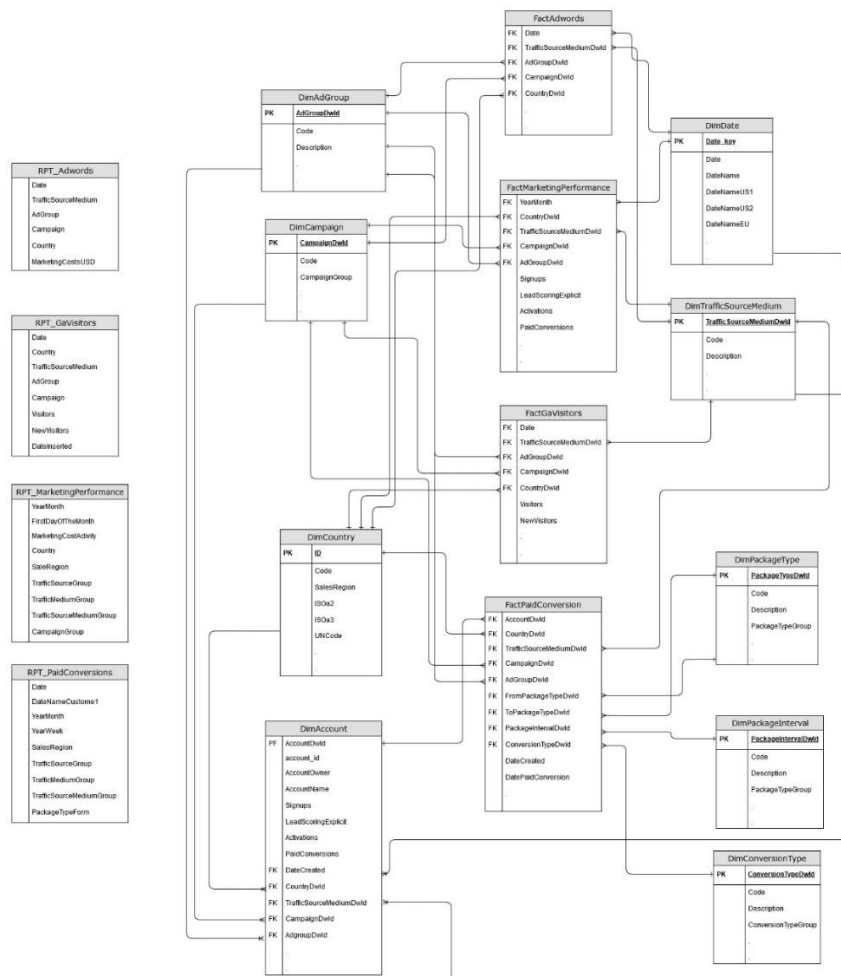 FactAdwords
FK Date
FK TrafficSourceMediumDwId
FK AdGroupDwId
FK CampaignDwId
FK CountryDwId
.
.
DimAdGroup
PK AdGroupDwId
Code
Description
.
.
DimDate
PK Date_key
Date
DateName
DateNameUS1
DateNameUS2
DateNameEU
.
.
RPT_Adwords
Date
TrafficSourceMedium
AdGroup
Campaign
Country
MarketingCostsUSD
FactMarketingPerformance
FK YearMonth
FK CountryDwId
FK TrafficSourceMediumDwId
FK CampaignDwId
FK AdGroupDwId
Signups
LeadScoringExplicit
Activations
PaidConversions
.
.
DimCampaign
PK CampaignDwId
Code
CampaignGroup
.
.
DimTrafficSourceMedium
PK TrafficSourceMediumDwId
Code
Description
.
.
RPT_GaVisitors
Date
Country
TrafficSourceMedium
AdGroup
Campaign
Visitors
NewVisitors
DateInserted
FactGaVisitors
FK Date
FK TrafficSourceMediumDwId
FK AdGroupDwId
FK CampaignDwId
FK CountryDwId
Visitors
NewVisitors
.
.
RPT_MarketingPerformance
YearMonth
FirstDayOfTheMonth
MarketingCostActivity
Country
SaleRegion
TrafficSourceGroup
TrafficMediumGroup
TrafficSourceMediumGroup
CampaignGroup
DimCountry
PK ID
Code
SalesRegion
ISOa2
ISOa3
UNCode
.
.
DimPackageType
PK PackageTypeDwId
Code
Description
PackageTypeGroup
.
.
FactPaidConversion
FK AccountDwId
FK CountryDwId
FK TrafficSourceMediumDwId
FK CampaignDwId
FK AdGroupDwId
FK FromPackageTypeDwId
FK ToPackageTypeDwId
FK PackageIntervalDwId
FK ConversionTypeDwId
DateCreated
DatePaidConversion
.
.
RPT_PaidConversions
Date
DateNameCustome1
YearMonth
YearWeek
SalesRegion
TrafficSourceGroup
TrafficMediumGroup
TrafficSourceMediumGroup
PackageTypeForm
DimAccount
PF AccountDwId
account_id
AccountOwner
AccountName
Signups
LeadScoringExplicit
Activations
PaidConversions
FK DateCreated
FK CountryDwId
FK TrafficSourceMediumDwId
FK CampaignDwId
FK AdgroupDwId
.
.
DimPackageInterval
PK PackageIntervalDwId
Code
Description
PackageTypeGroup
.
.
DimConversionType
PK ConversionTypeDwId
Code
Description
ConversionTypeGroup
.
.